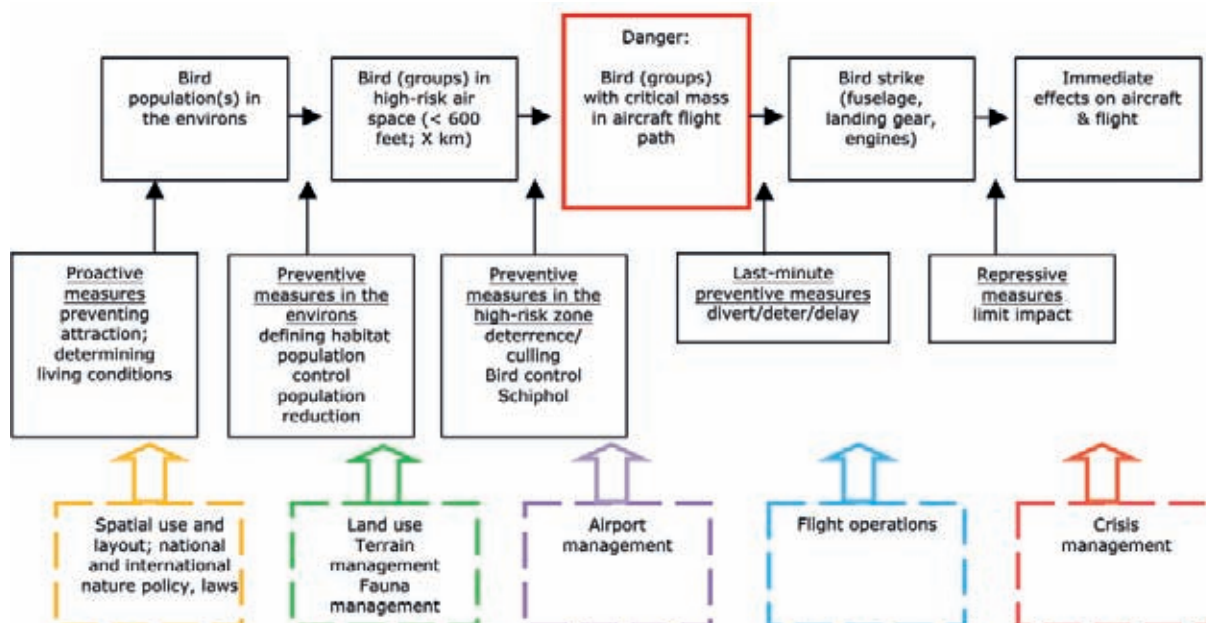 Bird
population(s) in
the environs
Bird (groups) in
high-risk air
space (< 600
feet; X km)
Danger:
Bird (groups)
with critical mass
in aircraft flight
path
Bird strike
(fuselage,
landing gear,
engines)
Immediate
effects on aircraft
& flight
Proactive
measures
preventing
attraction;
determining
living conditions
Preventive
measures in the
environs
defining habitat
population
control
population
reduction
Preventive
measures in the
high-risk zone
deterrence/
culling
Bird control
Schiphol
Last-minute
preventive measures
divert/deter/delay
Repressive
measures
limit impact
Spatial use and
layout; national
and international
nature policy, laws
Land use
Terrain
management
Fauna
management
Airport
management
Flight operations
Crisis
management